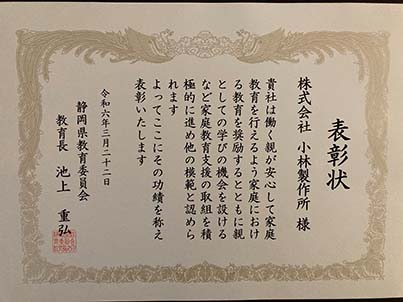 表彰状
株式会社 小林製作所 様
貴社は働く親が安心して家庭
教育を行えるよう家庭におけ
る教育を奨励するとともに親
としての学びの機会を設ける
など家庭教育支援の取組を積
極的に進め他の模範と認めら
れます
よってここにその功績を称え
表彰いたします
令和六年三月二十二日
静岡県教育委員会
教育長 池上 重弘